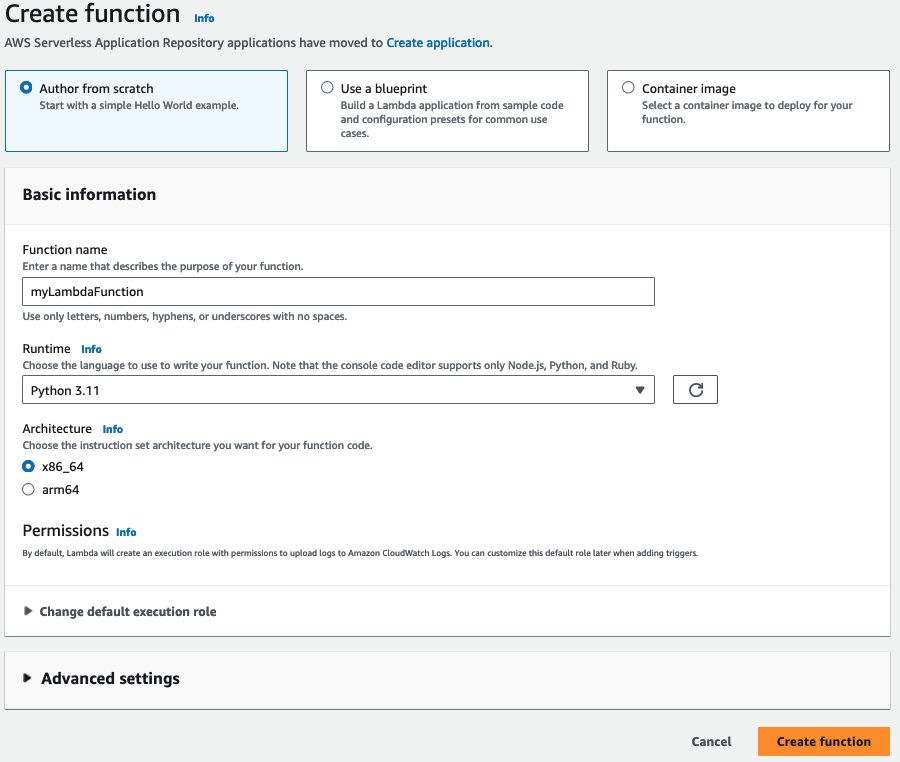 Create function Info
AWS Serverless Application Repository applications have moved to Create application.
Author from scratch
Start with a simple Hello World example.
Use a blueprint
Build a Lambda application from sample code
and configuration presets for common use
cases.
Container image
Select a container image to deploy for your
function.
Basic information
Function name
Enter a name that describes the purpose of your function.
myLambdaFunction
Use only letters, numbers, hyphens, or underscores with no spaces.
Runtime Info
Choose the language to use to write your function. Note that the console code editor supports only Node.js, Python, and Ruby.
Python 3.11
Architecture Info
Choose the instruction set architecture you want for your function code.
x86_64
arm64
Permissions Info
By default, Lambda will create an execution role with permissions to upload logs to Amazon CloudWatch Logs. You can customize this default role later when adding triggers.
Change default execution role
Advanced settings
Cancel
Create function